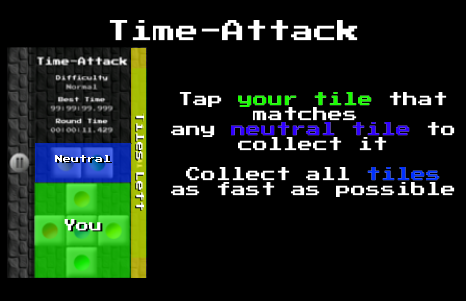 Time-Attack
Time-Attack
Difficulty
Normal
Best Time
99:99:99.999
Round Time
00:00:11.429
Neutral
You
Tiles Left
Tap your tile that
matches
any neutral tile to
collect it
Collect all tiles
as fast as possible